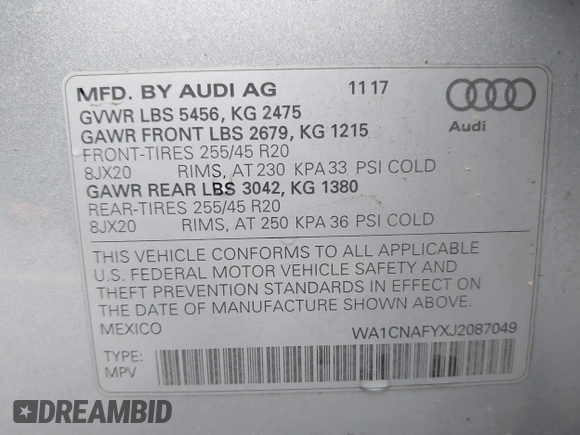 MFD. BY AUDI AG 11 17
GVWR LBS 5456, KG 2475
GAWR FRONT LBS 2679, KG 1215
FRONT-TIRES 255/45 R20
8JX20 RIMS, AT 230 KPA 33 PSI COLD
GAWR REAR LBS 3042, KG 1380
REAR-TIRES 255/45 R20
8JX20 RIMS, AT 250 KPA 36 PSI COLD
Audi
THIS VEHICLE CONFORMS TO ALL APPLICABLE
U.S. FEDERAL MOTOR VEHICLE SAFETY AND
THEFT PREVENTION STANDARDS IN EFFECT ON
THE DATE OF MANUFACTURE SHOWN ABOVE.
MEXICO WA1CNAFYXJ2087049
TYPE:
MPV
DREAMBID